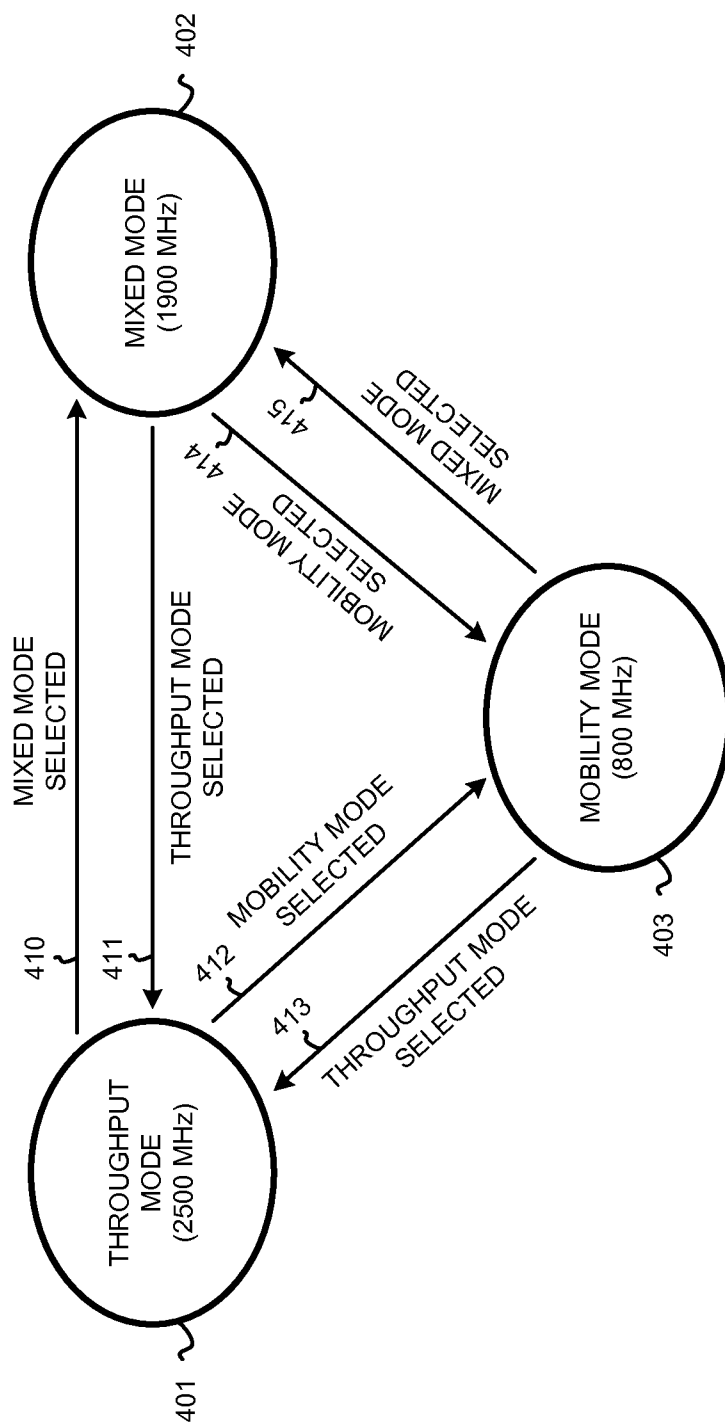 410
MIXED MODE
SELECTED
402
THROUGHPUT
MODE
(2500 MHz)
MIXED MODE
(1900 MHz)
411
THROUGHPUT MODE
SELECTED
401
412
MOBILITY MODE
SELECTED
414
MOBILITY MODE
SELECTED
413
THROUGHPUT MODE
SELECTED
415
MIXED MODE
SELECTED
MOBILITY MODE
(800 MHz)
403